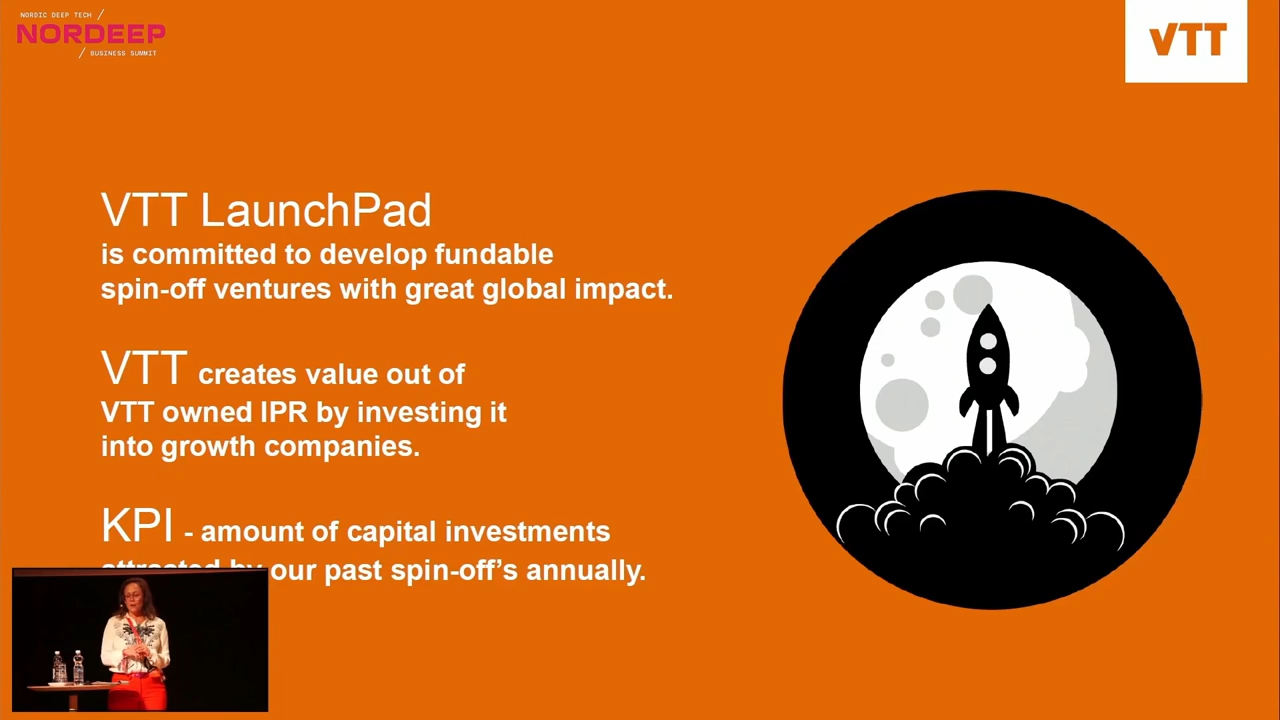 NORDIC DEEP TECH /
NORDEEP
/ BUSINESS SUMMIT
VTT
VTT LaunchPad
is committed to develop fundable
spin-off ventures with great global impact.
VTT creates value out of
VTT owned IPR by investing it
into growth companies.
KPI - amount of capital investments
attracted by our past spin-off's annually.